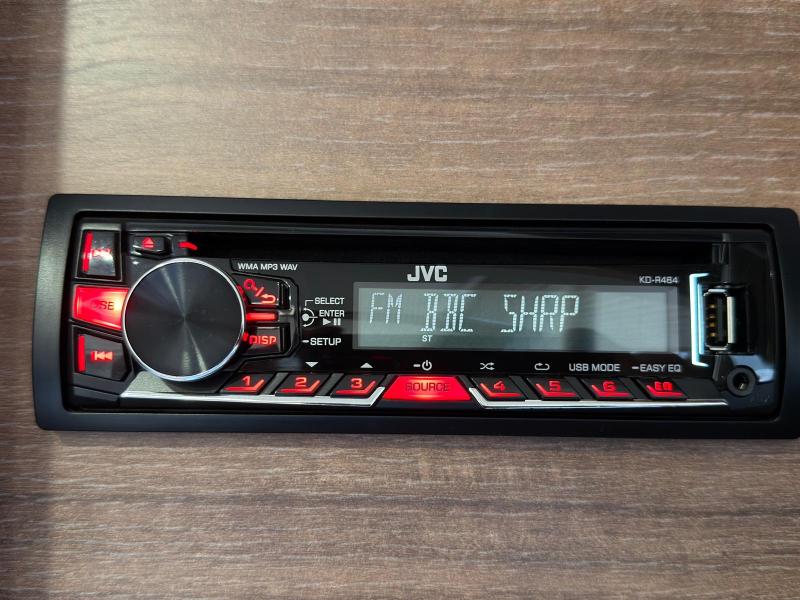 WMA MP3 WAV
JVC
KD-R464
FM BBC SHRP
ST
SELECT
ENTER
SETUP
DISP
USB MODE
EASY EQ
1 2 3 SOURCE 4 5 6 EQ